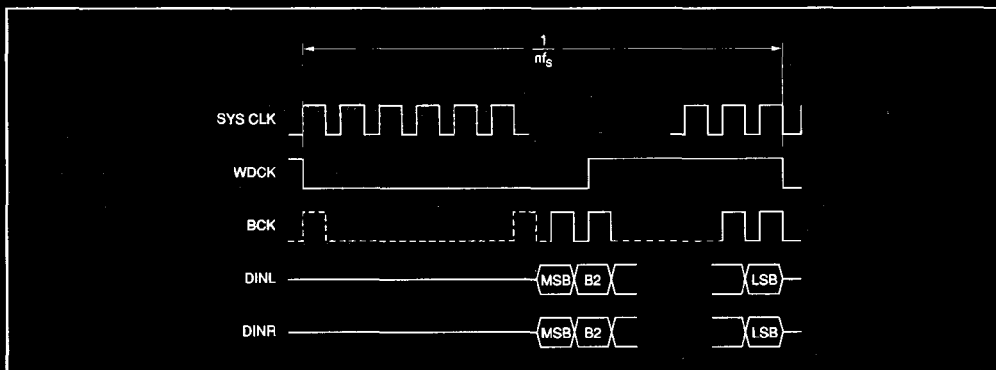 1
nfs
SYS CLK
WDCK
BCK
DINL MSB B2 LSB
DINR MSB B2 LSB